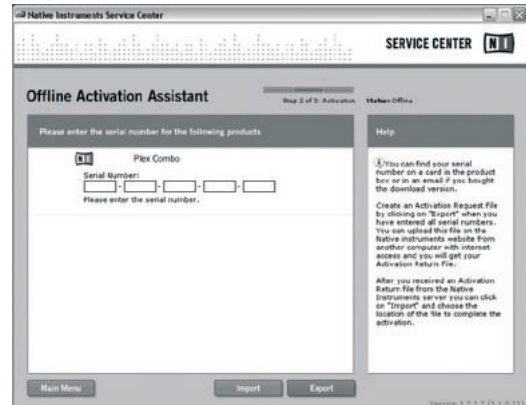 Native Instruments Service Center
SERVICE CENTER NI
Offline Activation Assistant
Step 2 of 3: Activation
Status: Offline
Please enter the serial number for the following products
NI Plex Combo
Serial Number:
- - - -
Please enter the serial number.
Help
You can find your serial
number on a card in the product
box or in an email if you bought
the download version.
Create an Activation Request File
by clicking on "Export" when you
have entered all serial numbers.
You can upload this file on the
Native Instruments website from
another computer with internet
access and you will get your
Activation Return File.
After you received an Activation
Return file from the Native
Instruments server you can click
on "Import" and choose the
location of the file to complete the
activation.
Main Menu
Import
Export
Version